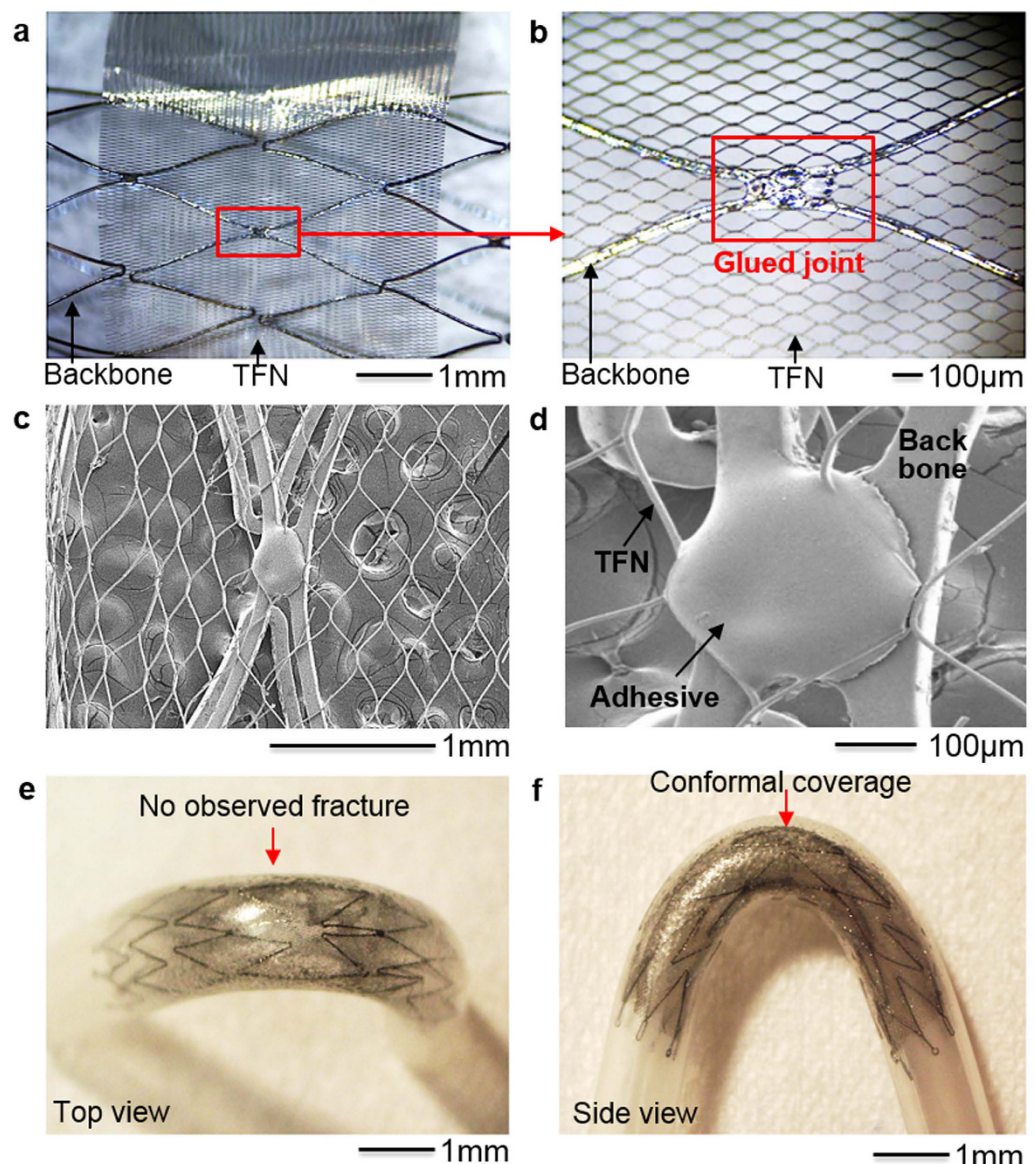 a
b
Glued joint
Backbone
TFN
1mm
Backbone
TFN
100μm
c
d
Back
bone
TFN
Adhesive
1mm
100μm
e
No observed fracture
Top view
1mm
f
Conformal coverage
Side view
1mm